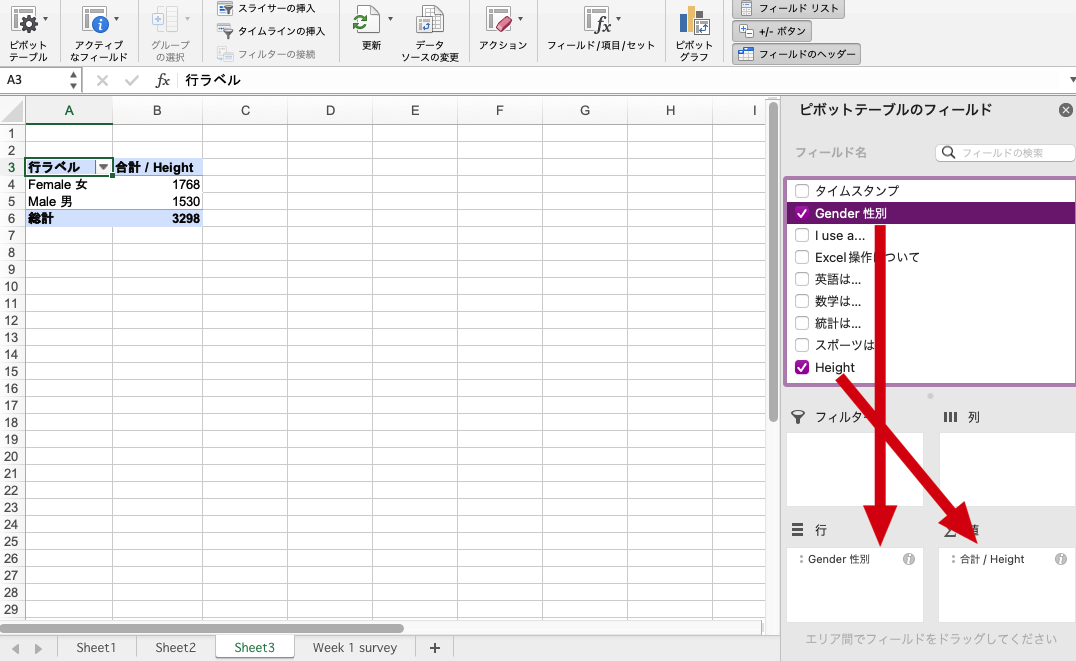 ピボット
テーブル
アクティブ
なフィールド
グループ
の選択
スライサーの挿入
タイムラインの挿入
フィルターの接続
更新
データ
ソースの変更
アクション
フィールド/項目/セット
ピボット
グラフ
フィールド リスト
+/- ボタン
フィールドのヘッダー
A3 fx 行ラベル
A B C D E F G H I
1
2
3 行ラベル 合計 / Height
4 Female 女 1768
5 Male 男 1530
6 総計 3298
7
8
9
10
11
12
13
14
15
16
17
18
19
20
21
22
23
24
25
26
27
28
29
ピボットテーブルのフィールド
フィールド名 フィールドの検索
タイムスタンプ
Gender 性別
I use a...
Excel操作について
英語は...
数学は...
統計は...
スポーツは
Height
フィルター 列
行 値
Gender 性別 合計 / Height
エリア間でフィールドをドラッグしてください
Sheet1 Sheet2 Sheet3 Week 1 survey +